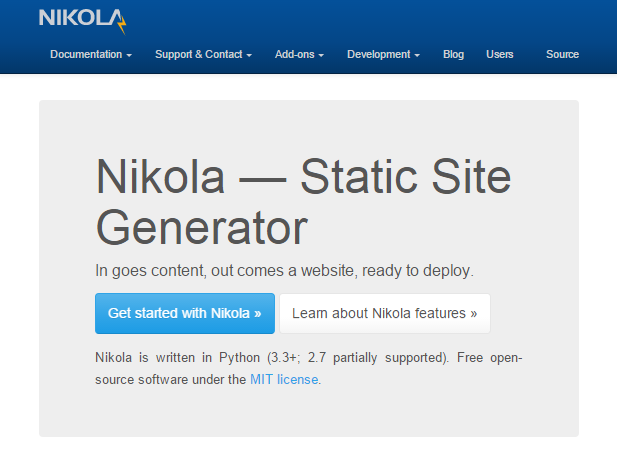 NIKOLA
Documentation Support & Contact Add-ons Development Blog Users Source
Nikola — Static Site
Generator
In goes content, out comes a website, ready to deploy.
Get started with Nikola » Learn about Nikola features »
Nikola is written in Python (3.3+; 2.7 partially supported). Free open-
source software under the MIT license.